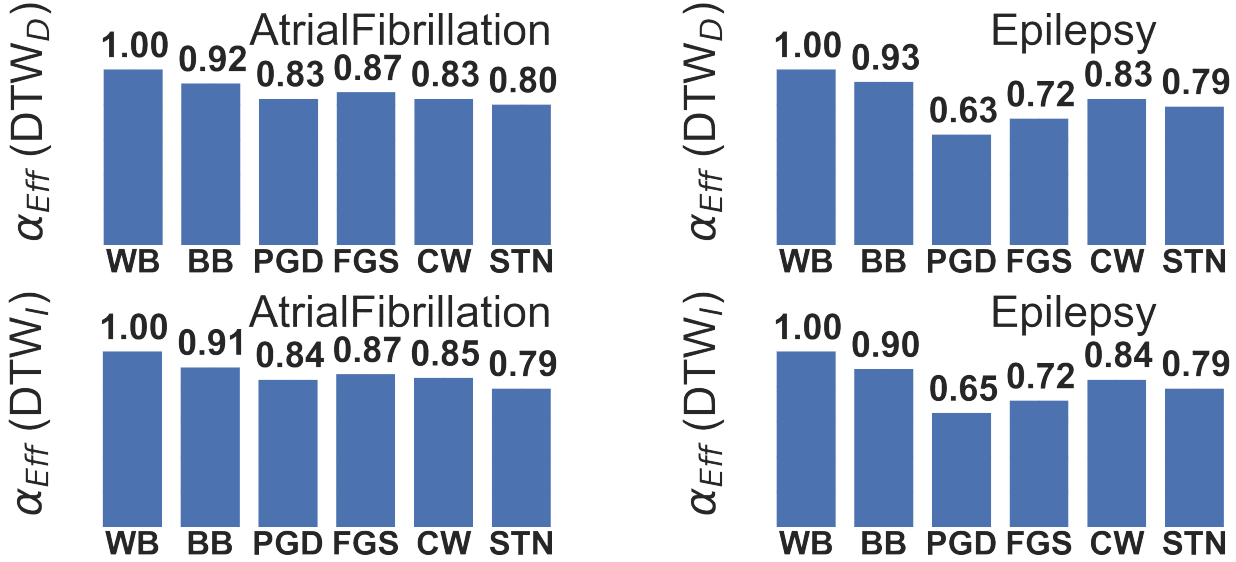 AtrialFibrillation
α_Eff (DTW_D)
1.00 0.92 0.83 0.87 0.83 0.80
WB BB PGD FGS CW STN
Epilepsy
α_Eff (DTW_D)
1.00 0.93 0.63 0.72 0.83 0.79
WB BB PGD FGS CW STN
AtrialFibrillation
α_Eff (DTW_I)
1.00 0.91 0.84 0.87 0.85 0.79
WB BB PGD FGS CW STN
Epilepsy
α_Eff (DTW_I)
1.00 0.90 0.65 0.72 0.84 0.79
WB BB PGD FGS CW STN